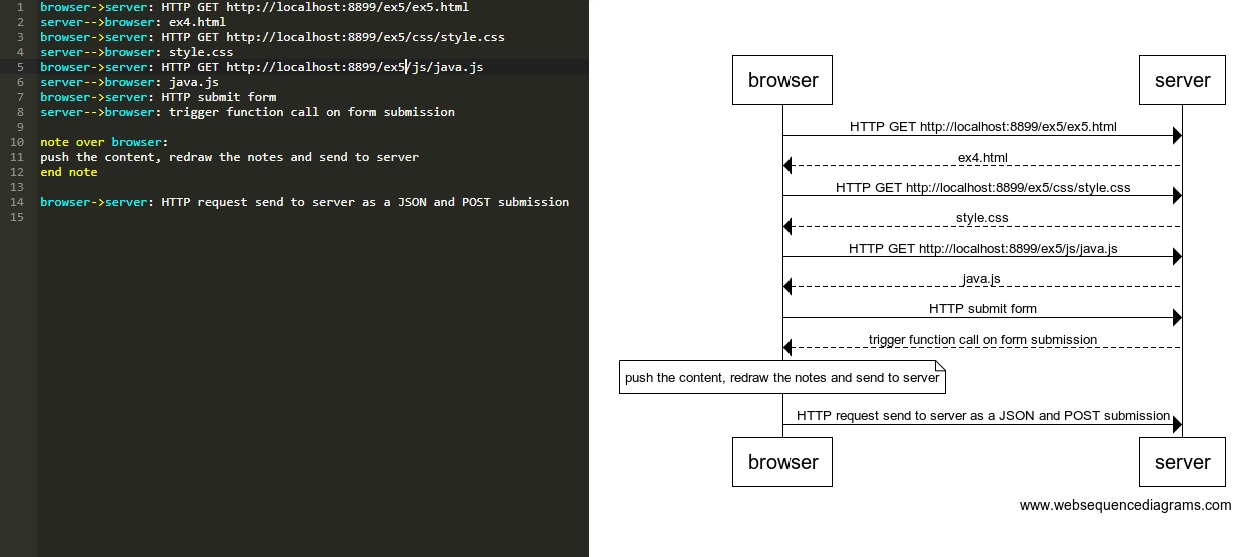 1 browser->server: HTTP GET http://localhost:8899/ex5/ex5.html
2 server-->browser: ex4.html
3 browser->server: HTTP GET http://localhost:8899/ex5/css/style.css
4 server-->browser: style.css
5 browser->server: HTTP GET http://localhost:8899/ex5/js/java.js
6 server-->browser: java.js
7 browser->server: HTTP submit form
8 server-->browser: trigger function call on form submission
9
10 note over browser:
11 push the content, redraw the notes and send to server
12 end note
13
14 browser->server: HTTP request send to server as a JSON and POST submission
15
browser server
HTTP GET http://localhost:8899/ex5/ex5.html
ex4.html
HTTP GET http://localhost:8899/ex5/css/style.css
style.css
HTTP GET http://localhost:8899/ex5/js/java.js
java.js
HTTP submit form
trigger function call on form submission
push the content, redraw the notes and send to server
HTTP request send to server as a JSON and POST submission
browser server
www.websequencediagrams.com